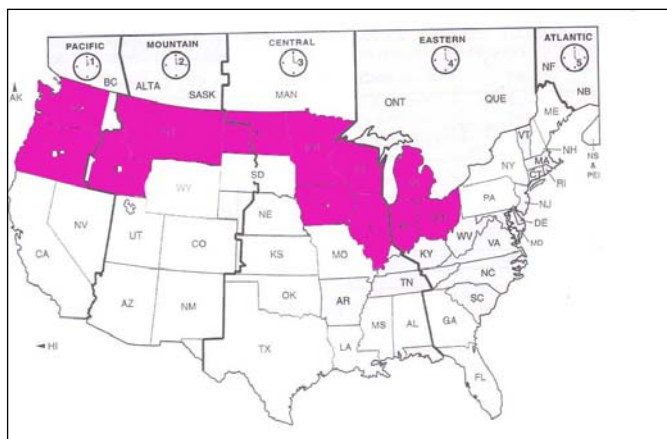 PACIFIC
MOUNTAIN
CENTRAL
EASTERN
ATLANTIC
1
2
3
4
5
BC
ALTA
SASK
MAN
ONT
QUE
NF
NB
AK
ME
VT
NH
MA
CT
RI
NS
&
PEI
NY
NJ
PA
DE
MD
WY
SD
NE
NV
UT
CO
KS
MO
KY
WV
VA
CA
AZ
NM
OK
AR
TN
NC
SC
TX
LA
MS
AL
GA
FL
HI
MT